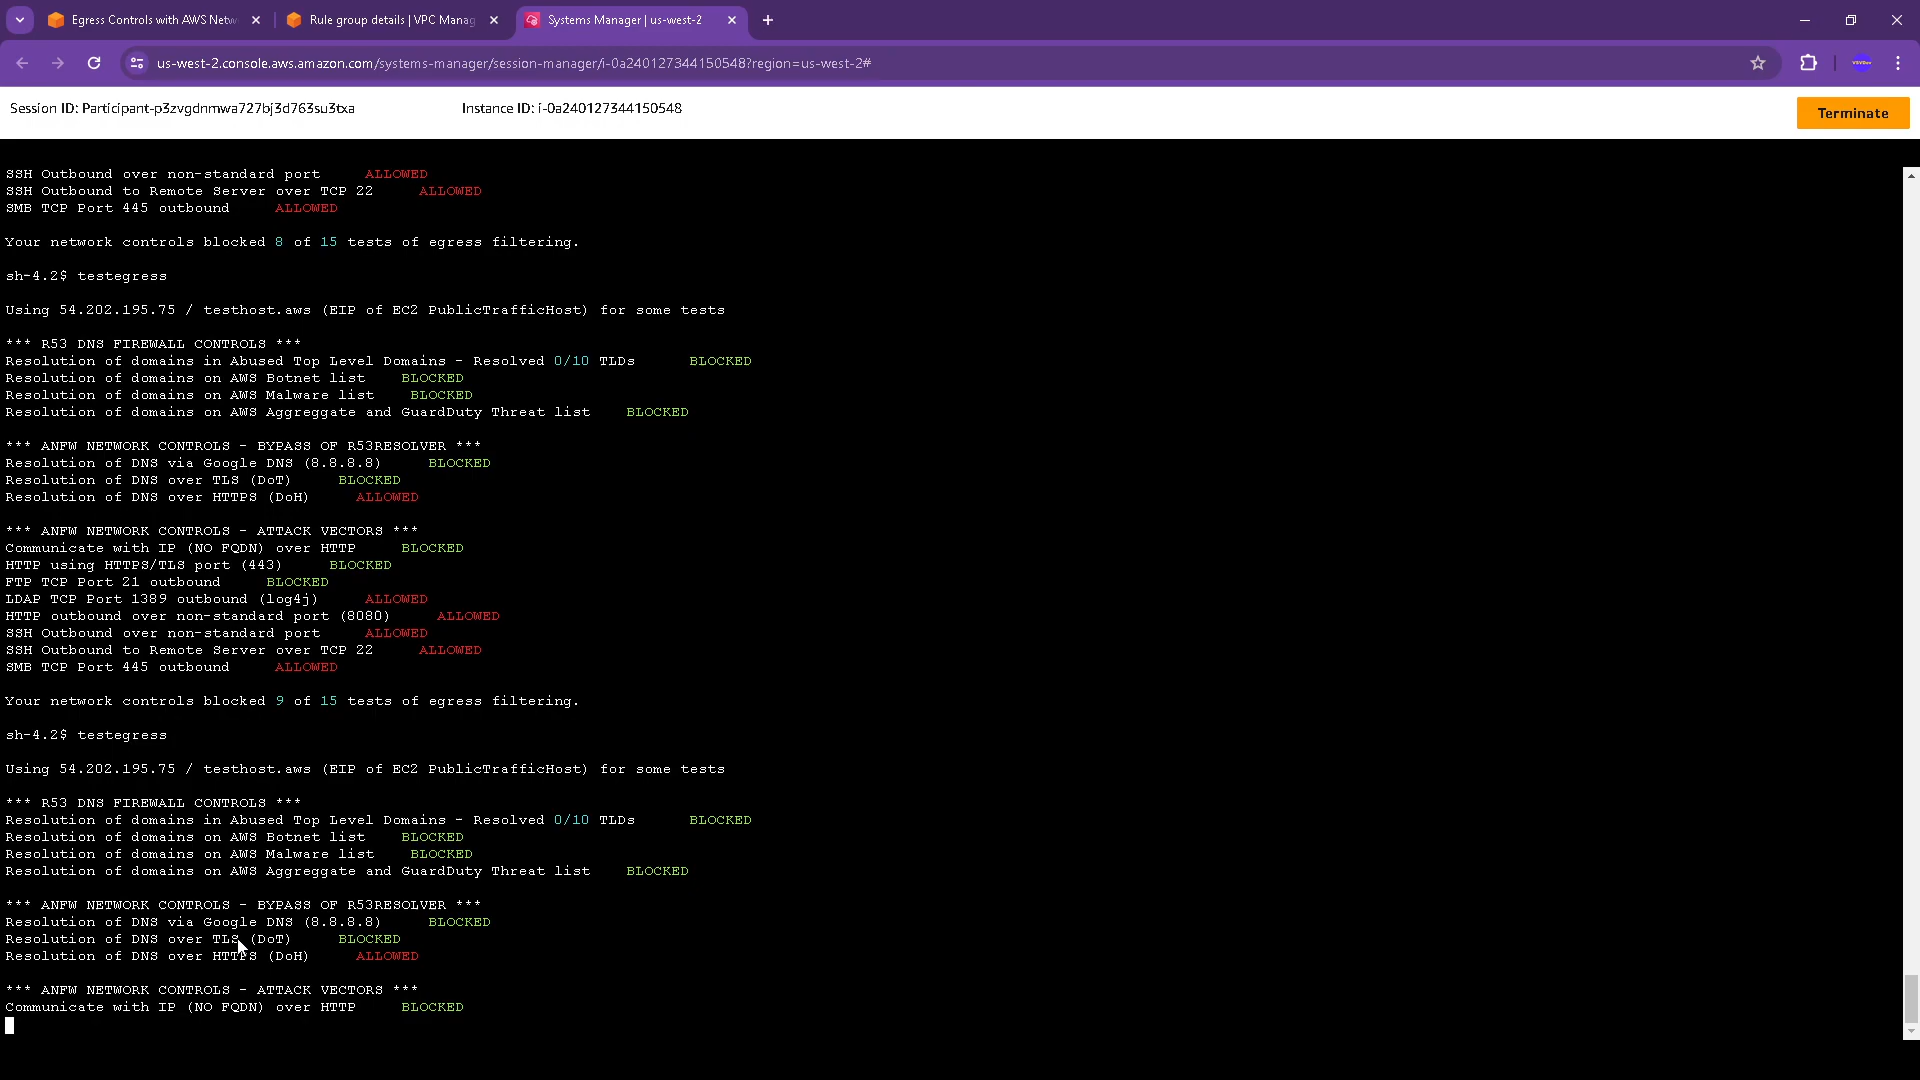 Egress Controls with AWS Netw
Rule group details | VPC Manag
Systems Manager | us-west-2
us-west-2.console.aws.amazon.com/systems-manager/session-manager/i-0a240127344150548?region=us-west-2#
Session ID: Participant-p3zvgdnmwa727bj3d763su3txa Instance ID: i-0a240127344150548
Terminate
SSH Outbound over non-standard port ALLOWED
SSH Outbound to Remote Server over TCP 22 ALLOWED
SMB TCP Port 445 outbound ALLOWED
Your network controls blocked 8 of 15 tests of egress filtering.
sh-4.2$ testegress
Using 54.202.195.75 / testhost.aws (EIP of EC2 PublicTrafficHost) for some tests
*** R53 DNS FIREWALL CONTROLS ***
Resolution of domains in Abused Top Level Domains - Resolved 0/10 TLDs BLOCKED
Resolution of domains on AWS Botnet list BLOCKED
Resolution of domains on AWS Malware list BLOCKED
Resolution of domains on AWS Aggreggate and GuardDuty Threat list BLOCKED
*** ANFW NETWORK CONTROLS - BYPASS OF R53RESOLVER ***
Resolution of DNS via Google DNS (8.8.8.8) BLOCKED
Resolution of DNS over TLS (DoT) BLOCKED
Resolution of DNS over HTTPS (DoH) ALLOWED
*** ANFW NETWORK CONTROLS - ATTACK VECTORS ***
Communicate with IP (NO FQDN) over HTTP BLOCKED
HTTP using HTTPS/TLS port (443) BLOCKED
FTP TCP Port 21 outbound BLOCKED
LDAP TCP Port 1389 outbound (log4j) ALLOWED
HTTP outbound over non-standard port (8080) ALLOWED
SSH Outbound over non-standard port ALLOWED
SSH Outbound to Remote Server over TCP 22 ALLOWED
SMB TCP Port 445 outbound ALLOWED
Your network controls blocked 9 of 15 tests of egress filtering.
sh-4.2$ testegress
Using 54.202.195.75 / testhost.aws (EIP of EC2 PublicTrafficHost) for some tests
*** R53 DNS FIREWALL CONTROLS ***
Resolution of domains in Abused Top Level Domains - Resolved 0/10 TLDs BLOCKED
Resolution of domains on AWS Botnet list BLOCKED
Resolution of domains on AWS Malware list BLOCKED
Resolution of domains on AWS Aggreggate and GuardDuty Threat list BLOCKED
*** ANFW NETWORK CONTROLS - BYPASS OF R53RESOLVER ***
Resolution of DNS via Google DNS (8.8.8.8) BLOCKED
Resolution of DNS over TLS (DoT) BLOCKED
Resolution of DNS over HTTPS (DoH) ALLOWED
*** ANFW NETWORK CONTROLS - ATTACK VECTORS ***
Communicate with IP (NO FQDN) over HTTP BLOCKED